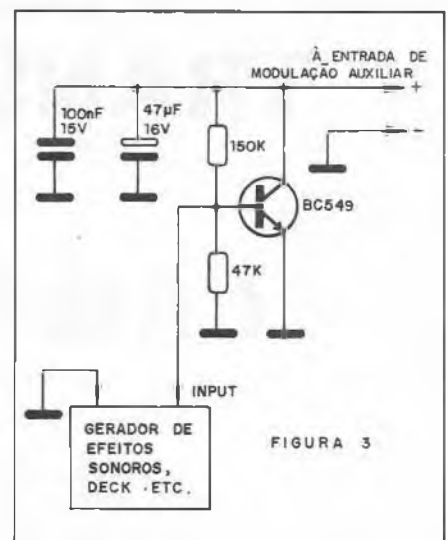 À ENTRADA DE
MODULAÇÃO AUXILIAR
+
-
100nF
15V
47µF
16V
150K
BC549
47K
INPUT
GERADOR DE
EFEITOS
SONOROS,
DECK ETC.
FIGURA 3